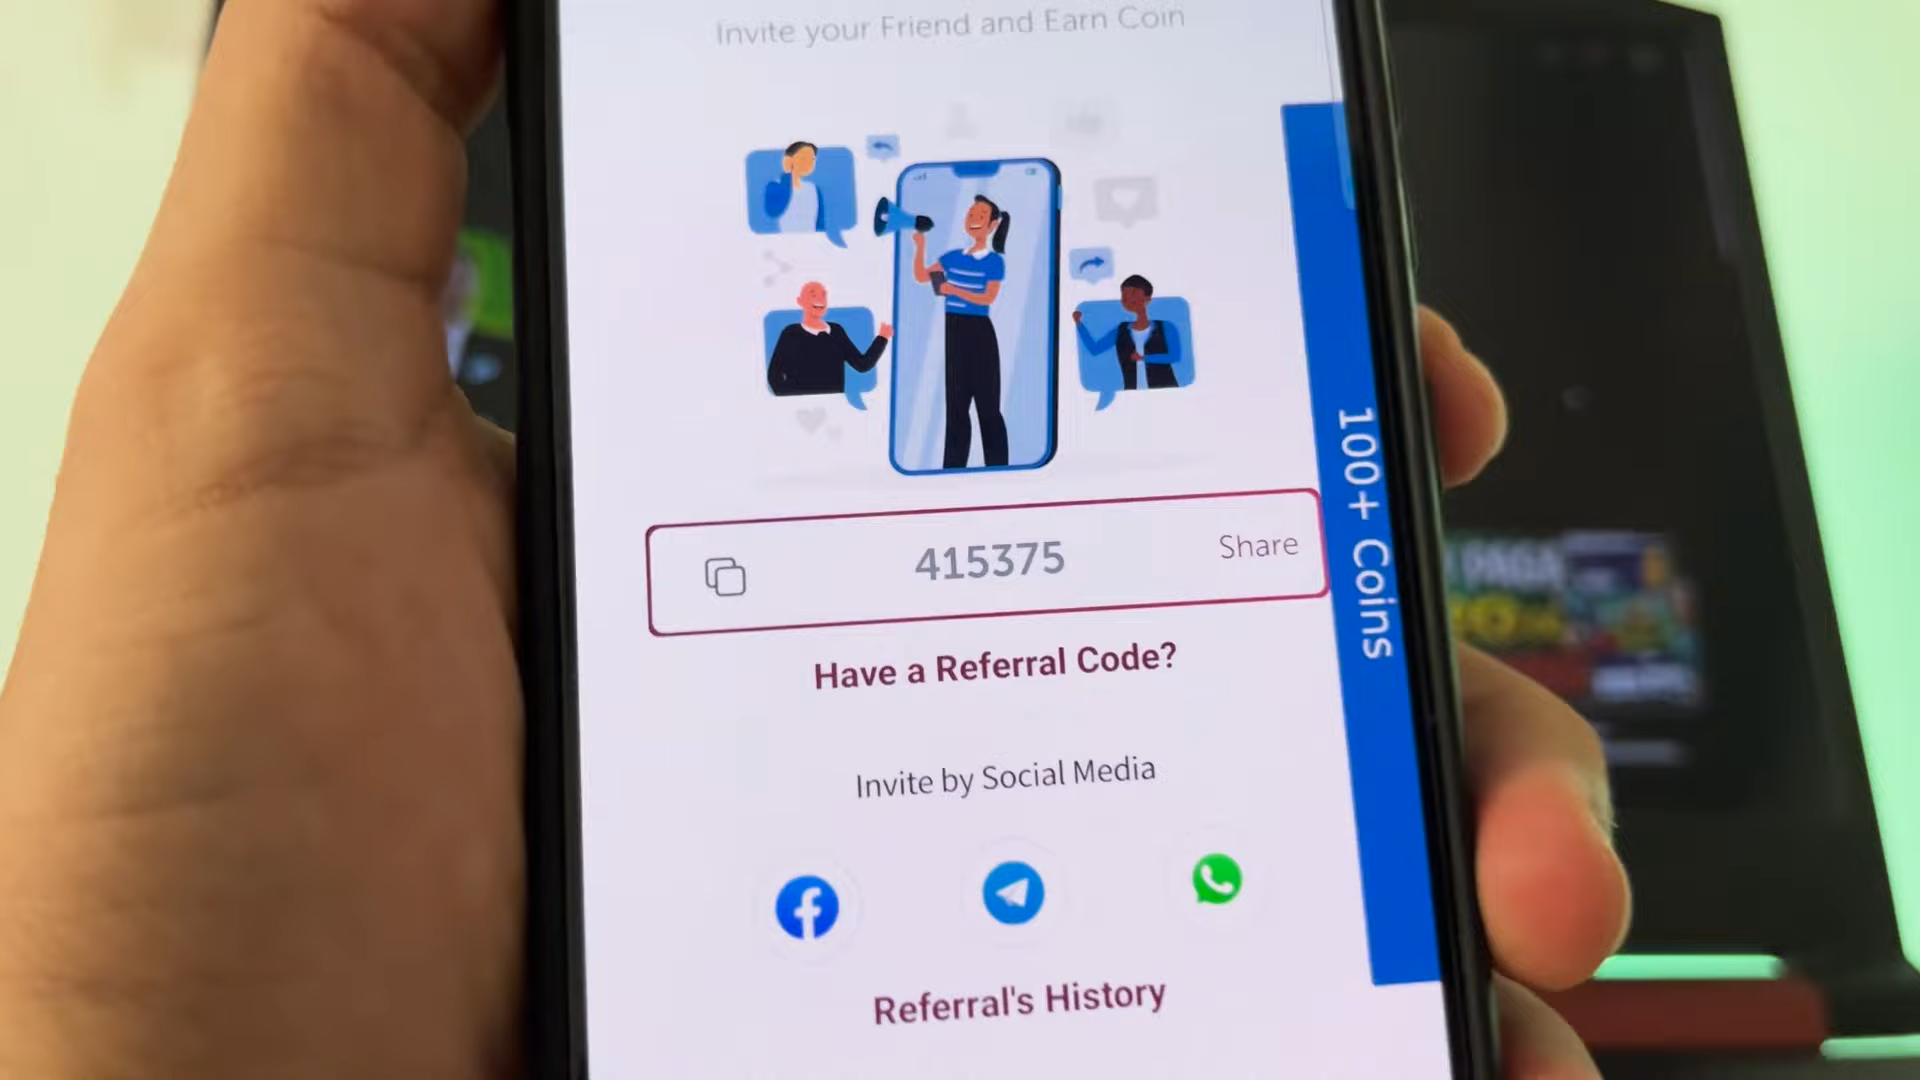 Invite your Friend and Earn Coin
415375
Share
100+ Coins
Have a Referral Code?
Invite by Social Media
Referral's History
PAGA